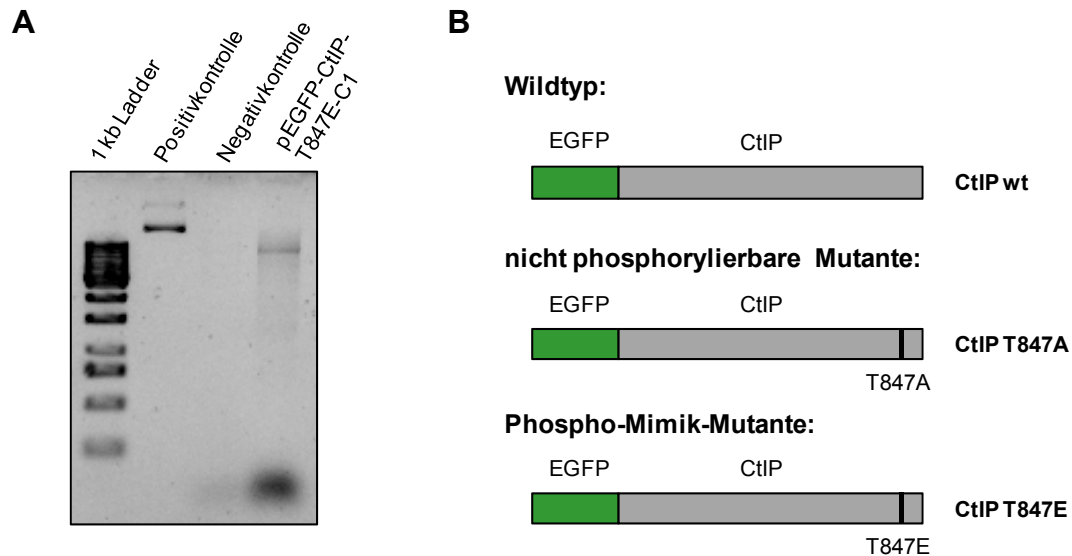 A
1 kb Ladder
Positivkontrolle
Negativkontrolle
pEGFP-CtIP-
T847E-C1
B
Wildtyp:
EGFP
CtIP
CtIP wt
nicht phosphorylierbare Mutante:
EGFP
CtIP
CtIP T847A
T847A
Phospho-Mimik-Mutante:
EGFP
CtIP
CtIP T847E
T847E